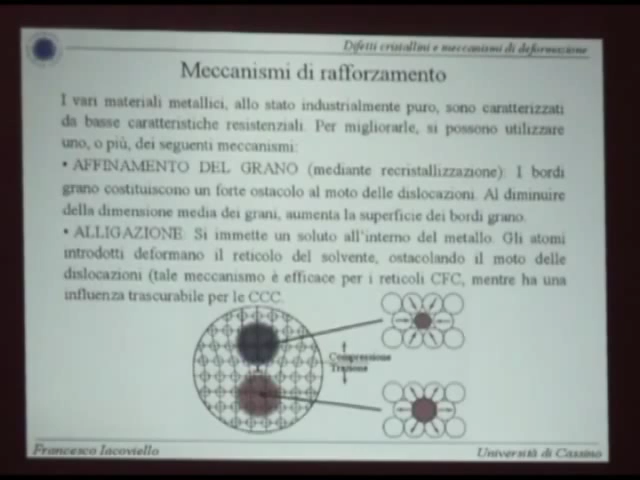 Difetti cristallini e meccanismi di deformazione
Meccanismi di rafforzamento
I vari materiali metallici, allo stato industrialmente puro, sono caratterizzati
da basse caratteristiche resistenziali. Per migliorarle, si possono utilizzare
uno, o più, dei seguenti meccanismi:
• AFFINAMENTO DEL GRANO (mediante recristallizzazione): I bordi
grano costituiscono un forte ostacolo al moto delle dislocazioni. Al diminuire
della dimensione media dei grani, aumenta la superficie dei bordi grano.
• ALLIGAZIONE: Si immette un soluto all'interno del metallo. Gli atomi
introdotti deformano il reticolo del solvente, ostacolando il moto delle
dislocazioni (tale meccanismo è efficace per i reticoli CFC, mentre ha una
influenza trascurabile per le CCC.
Compressione
Trazione
Francesco Iacoviello
Università di Cassino